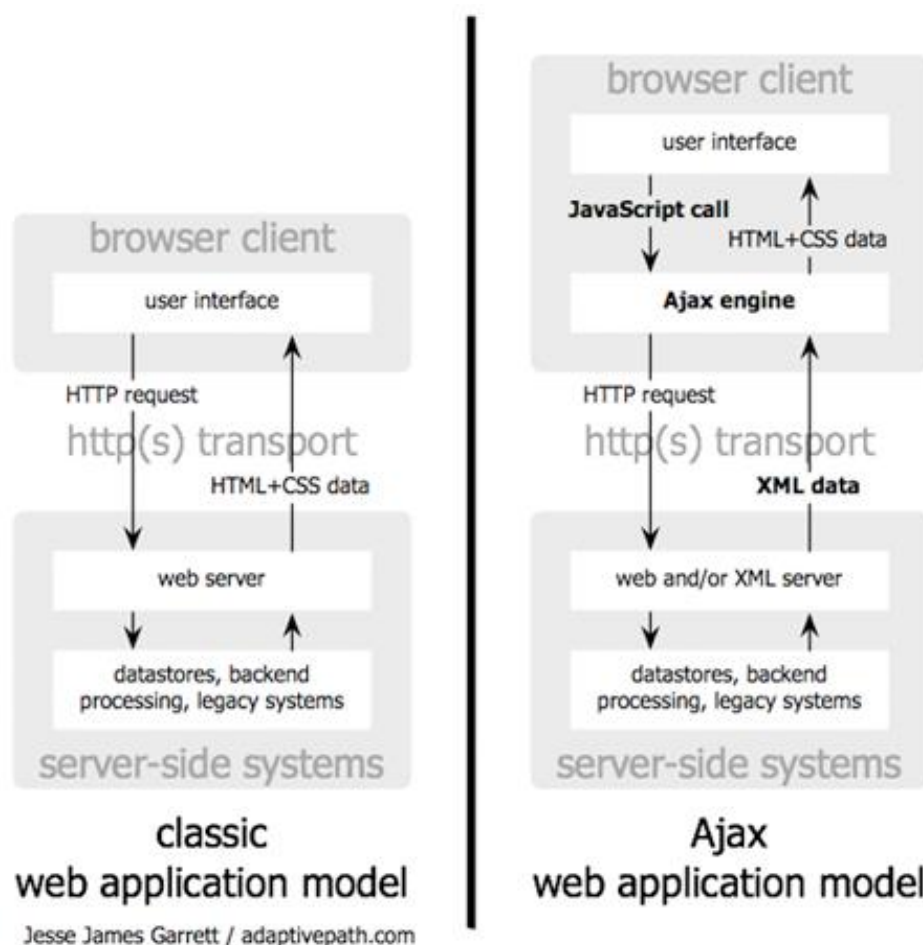 browser client
user interface
HTTP request
http(s) transport
HTML+CSS data
web server
datastores, backend
processing, legacy systems
server-side systems
classic
web application model
Jesse James Garrett / adaptivepath.com
browser client
user interface
JavaScript call
HTML+CSS data
Ajax engine
HTTP request
http(s) transport
XML data
web and/or XML server
datastores, backend
processing, legacy systems
server-side systems
Ajax
web application model